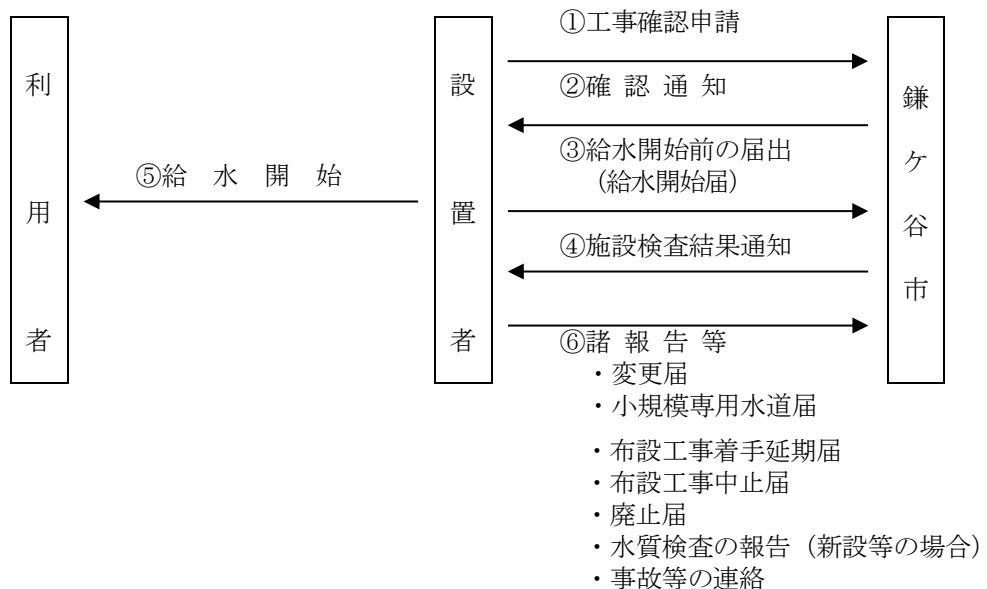 利用者
⑤給 水 開 始
設置者
①工事確認申請
②確 認 通 知
③給水開始前の届出
(給水開始届)
④施設検査結果通知
⑥諸 報 告 等
・変更届
・小規模専用水道届
・布設工事着手延期届
・布設工事中止届
・廃止届
・水質検査の報告(新設等の場合)
・事故等の連絡
鎌ケ谷市